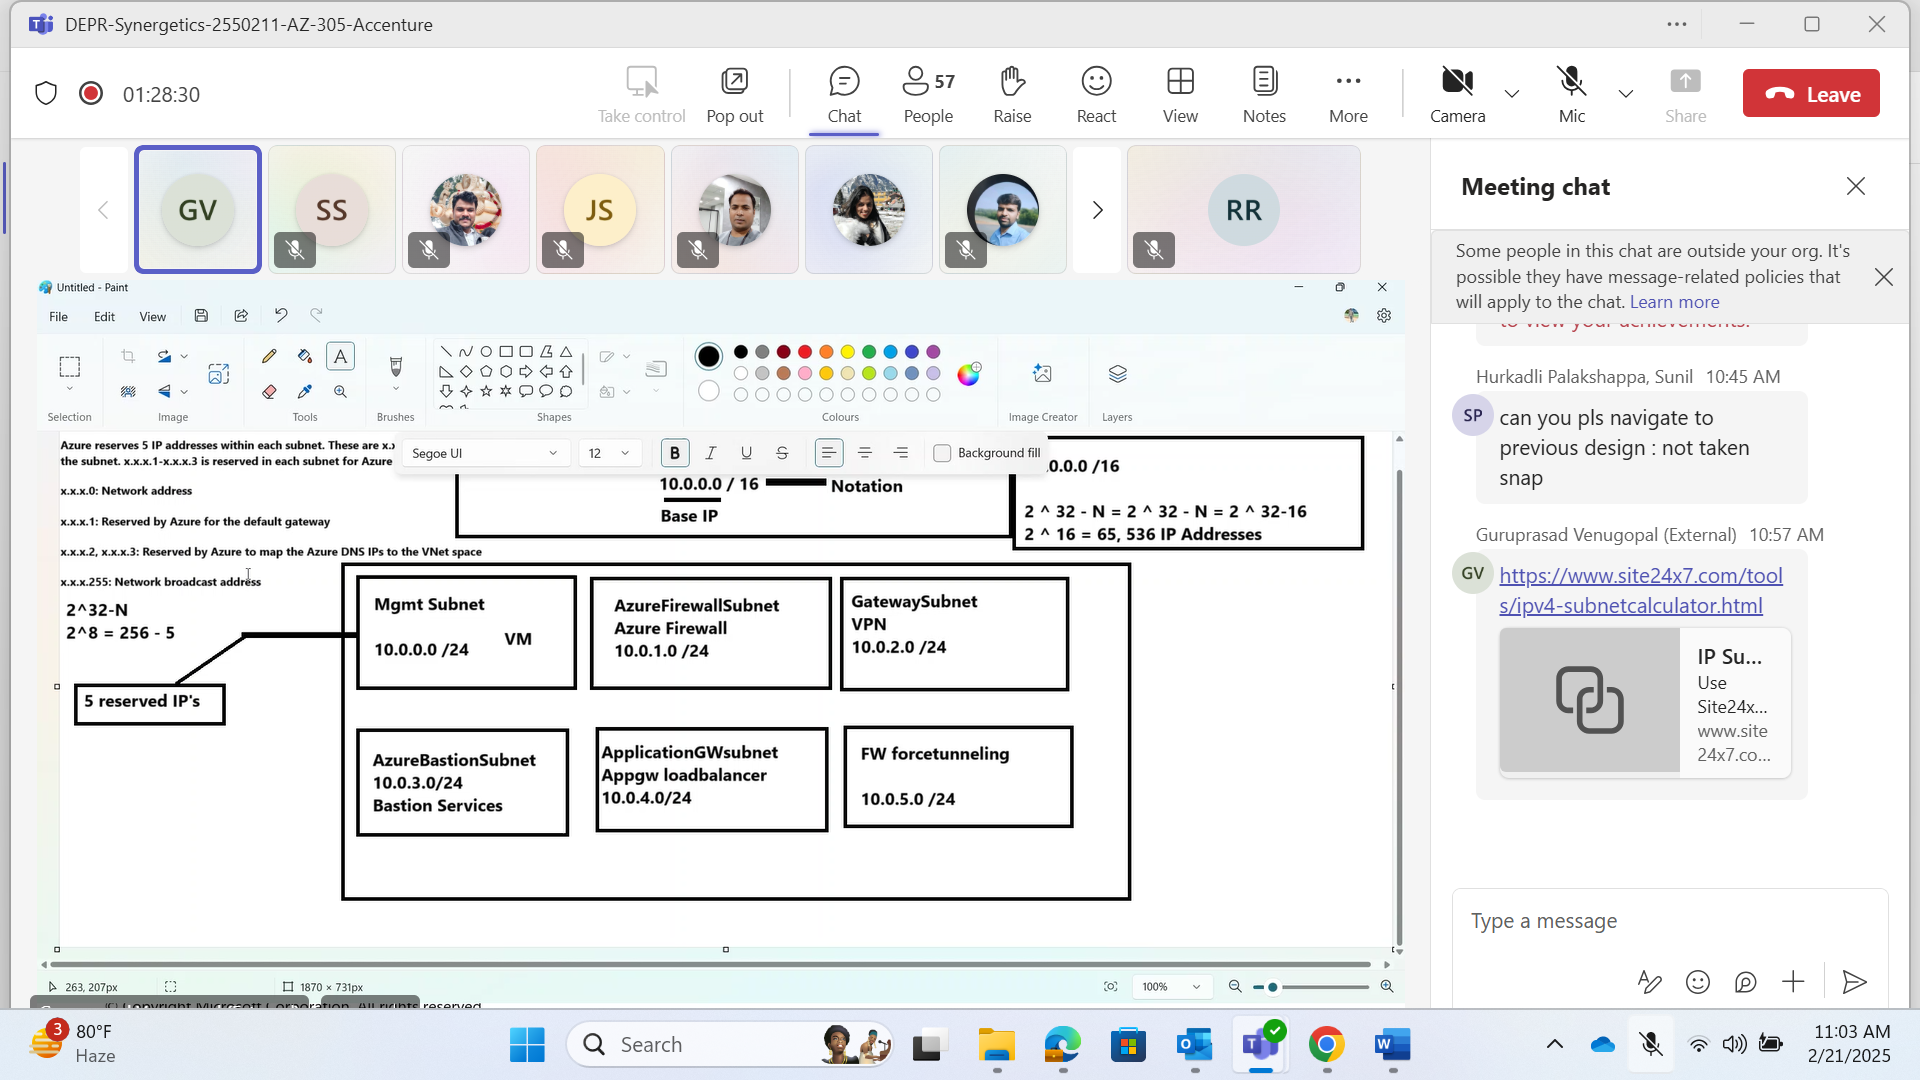 DEPR-Synergetics-2550211-AZ-305-Accenture
01:28:30
Take control
Pop out
Chat
57
People
Raise
React
View
Notes
More
Camera
Mic
Share
Leave
GV
SS
JS
RR
Untitled - Paint
File
Edit
View
Selection
Image
Tools
Brushes
Shapes
Colours
Image Creator
Layers
Segoe UI
12
B
Background fill
Azure reserves 5 IP addresses within each subnet. These are x.x
the subnet. x.x.x.1-x.x.x.3 is reserved in each subnet for Azure
x.x.x.0: Network address
x.x.x.1: Reserved by Azure for the default gateway
x.x.x.2, x.x.x.3: Reserved by Azure to map the Azure DNS IPs to the VNet space
x.x.x.255: Network broadcast address
2^32-N
2^8 = 256 - 5
5 reserved IP's
10.0.0.0 / 16
Notation
Base IP
.0.0.0 /16
2 ^ 32 - N = 2 ^ 32 - N = 2 ^ 32-16
2 ^ 16 = 65, 536 IP Addresses
Mgmt Subnet
VM
10.0.0.0 /24
AzureFirewallSubnet
Azure Firewall
10.0.1.0 /24
GatewaySubnet
VPN
10.0.2.0 /24
AzureBastionSubnet
10.0.3.0/24
Bastion Services
ApplicationGWsubnet
Appgw loadbalancer
10.0.4.0/24
FW forcetunneling
10.0.5.0 /24
263, 207px
1870 × 731px
100%
Copyright Microsoft Corporation. All rights reserved
Meeting chat
Some people in this chat are outside your org. It's
possible they have message-related policies that
will apply to the chat. Learn more
to view your achievements.
Hurkadli Palakshappa, Sunil 10:45 AM
SP
can you pls navigate to
previous design : not taken
snap
Guruprasad Venugopal (External) 10:57 AM
GV
https://www.site24x7.com/tool
s/ipv4-subnetcalculator.html
IP Su...
Use
Site24x...
www.site
24x7.co...
Type a message
3
80°F
Haze
Search
11:03 AM
2/21/2025